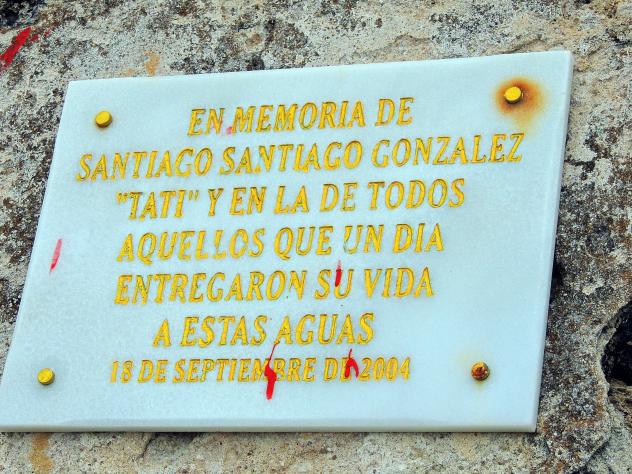 EN MEMORIA DE
SANTIAGO SANTIAGO GONZALEZ
"TATI" Y EN LA DE TODOS
AQUELLOS QUE UN DIA
ENTREGARON SU VIDA
A ESTAS AGUAS
18 DE SEPTIEMBRE DE 2004